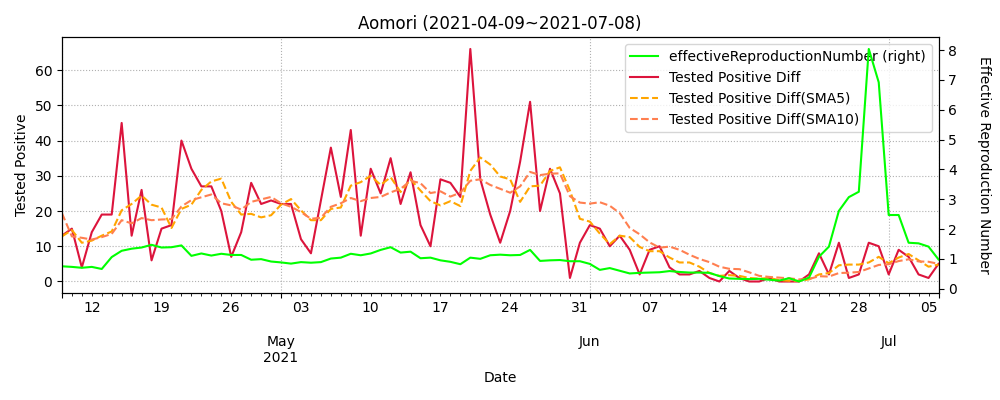 Aomori (2021-04-09~2021-07-08)
effectiveReproductionNumber (right)
Tested Positive Diff
Tested Positive Diff(SMA5)
Tested Positive Diff(SMA10)
Tested Positive
60
50
40
30
20
10
0
Effective Reproduction Number
8
7
6
5
4
3
2
1
0
12 19 26 03 10 17 24 31 07 14 21 28 05
May Jun Jul
2021
Date